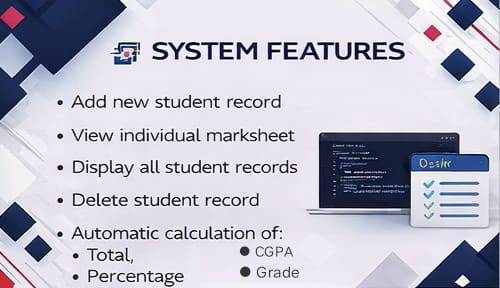 SYSTEM FEATURES
• Add new student record
• View individual marksheet
• Display all student records
• Delete student record
• Automatic calculation of:
• Total,
● CGPA
• Percentage
● Grade